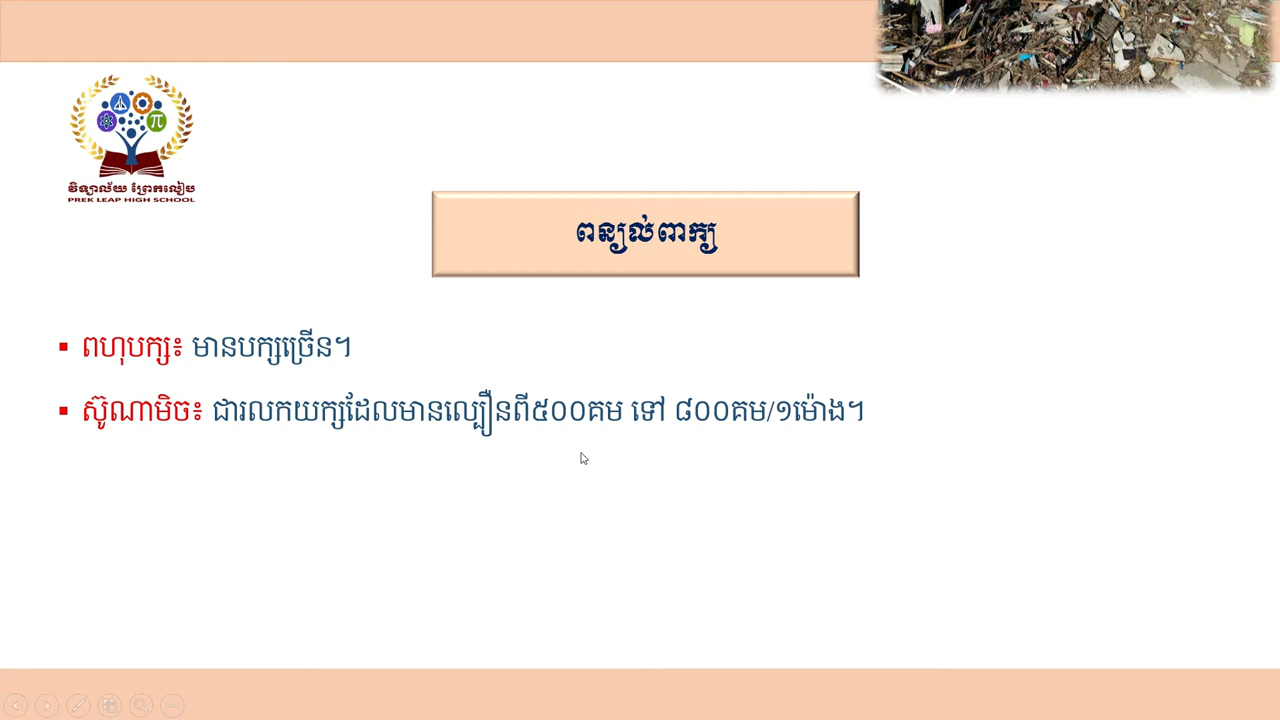 វិទ្យាល័យ ព្រែកលៀប
PREK LEAP HIGH SCHOOL
ពន្យល់ពាក្យ
ពហុបក្ស៖ មានបក្សច្រើន។
ស៊ូណាមិច៖ ជារលកយក្សដែលមានល្បឿនពី៥០០គម ទៅ ៨០០គម/១ម៉ោង។